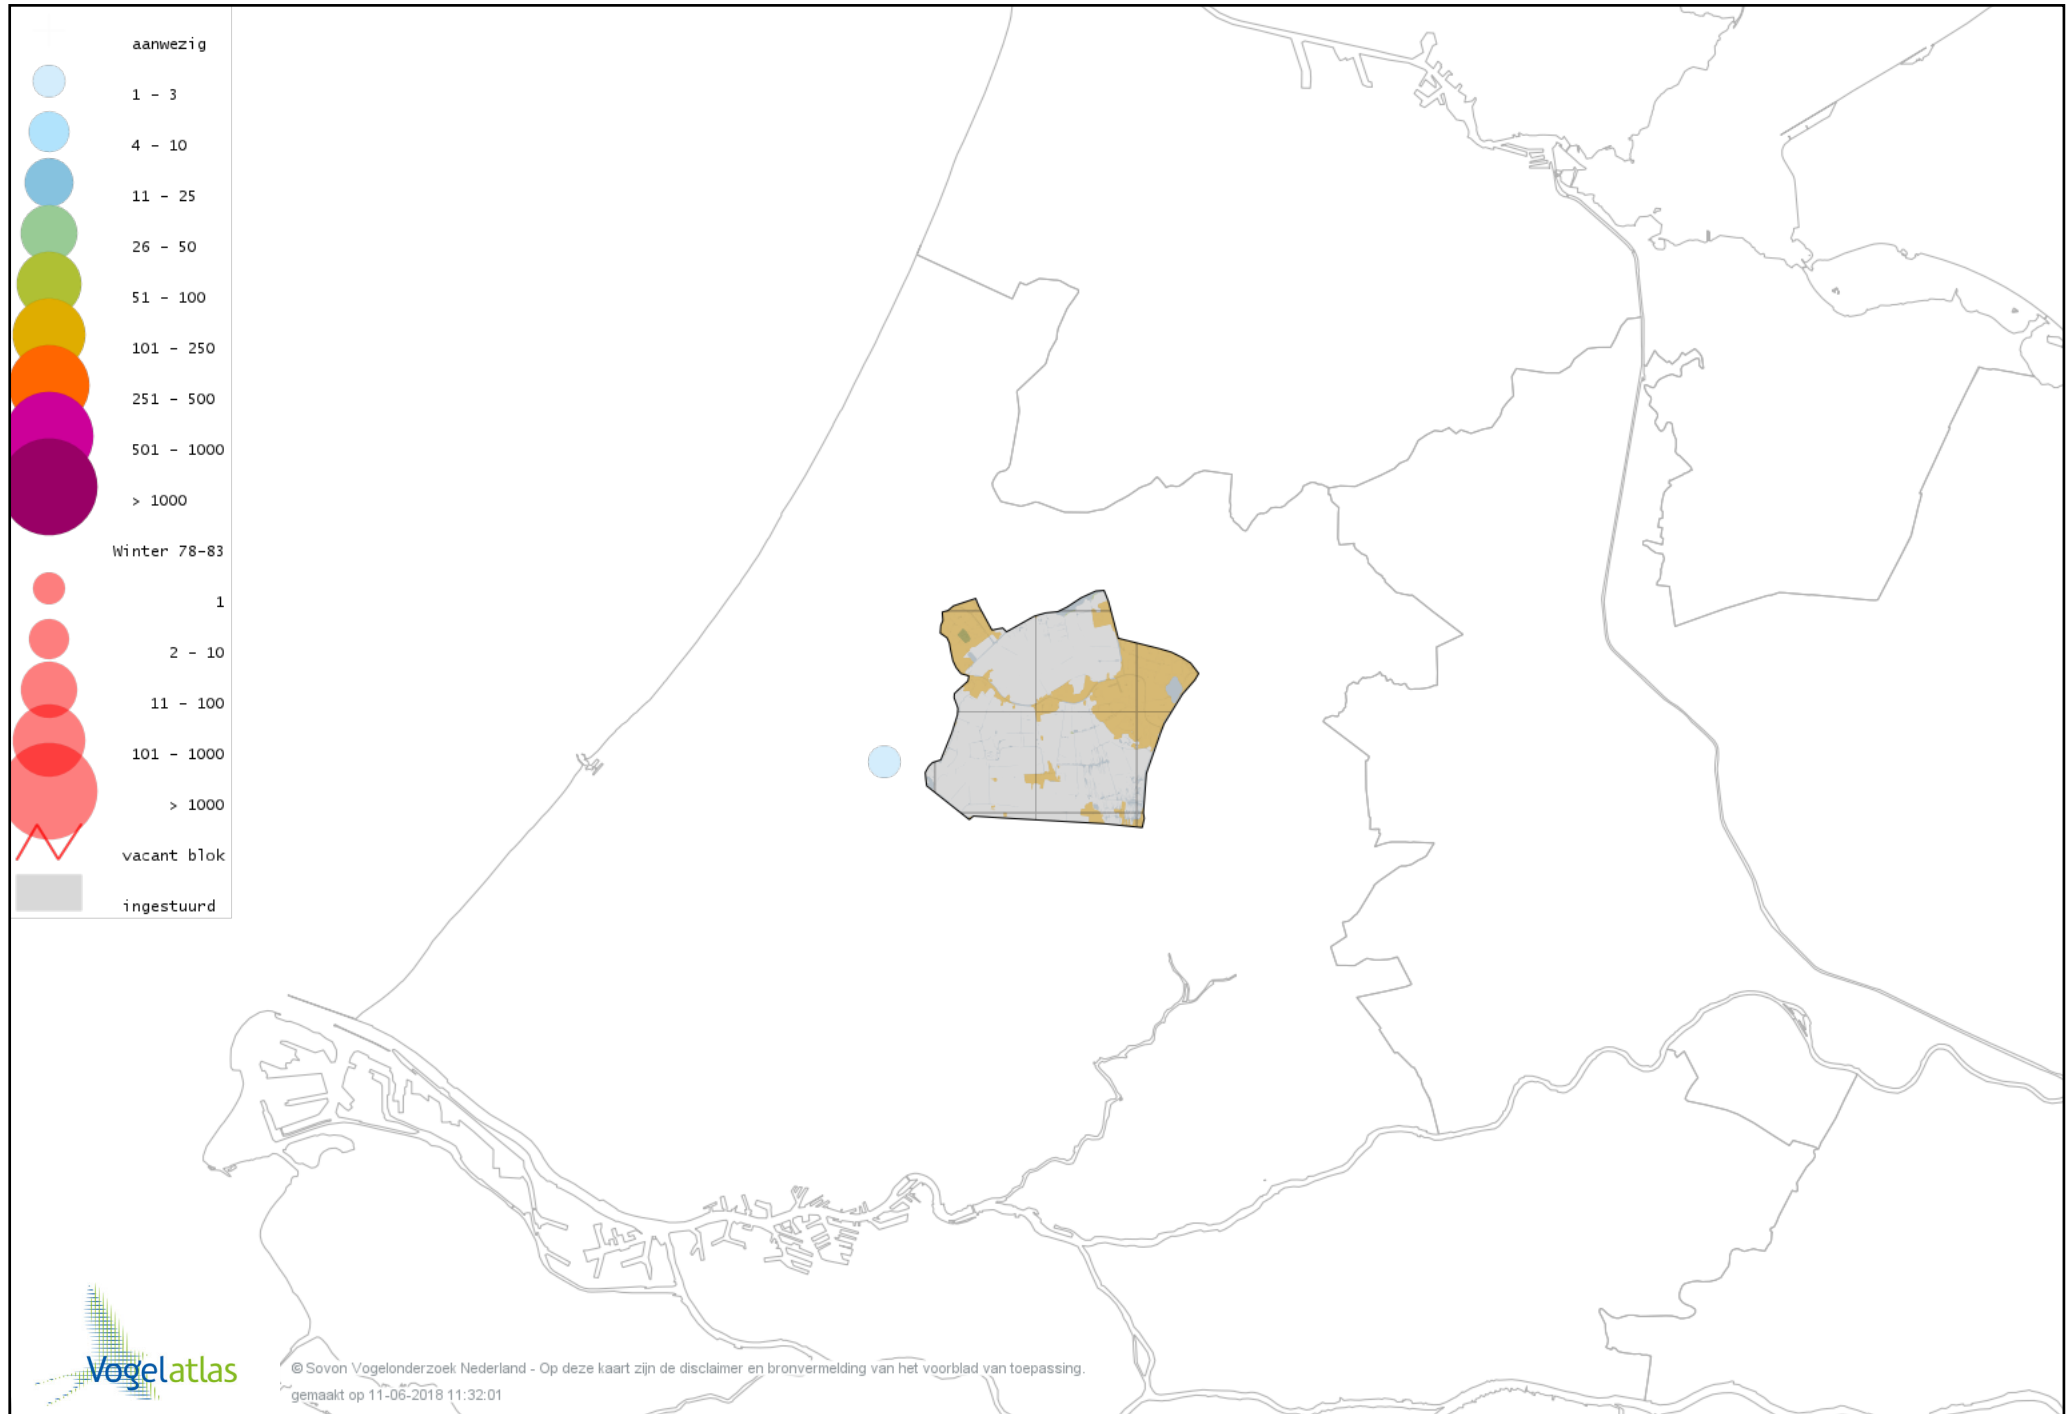 aanwezig
1 - 3
4 - 10
11 - 25
26 - 50
51 - 100
101 - 250
251 - 500
501 - 1000
> 1000
Winter 78-83
1
2 - 10
11 - 100
101 - 1000
> 1000
vacant blok
ingestuurd
Vogelatlas
© Sovon Vogelonderzoek Nederland - Op deze kaart zijn de disclaimer en bronvermelding van het voorblad van toepassing.
gemaakt op 11-06-2018 11:32:01